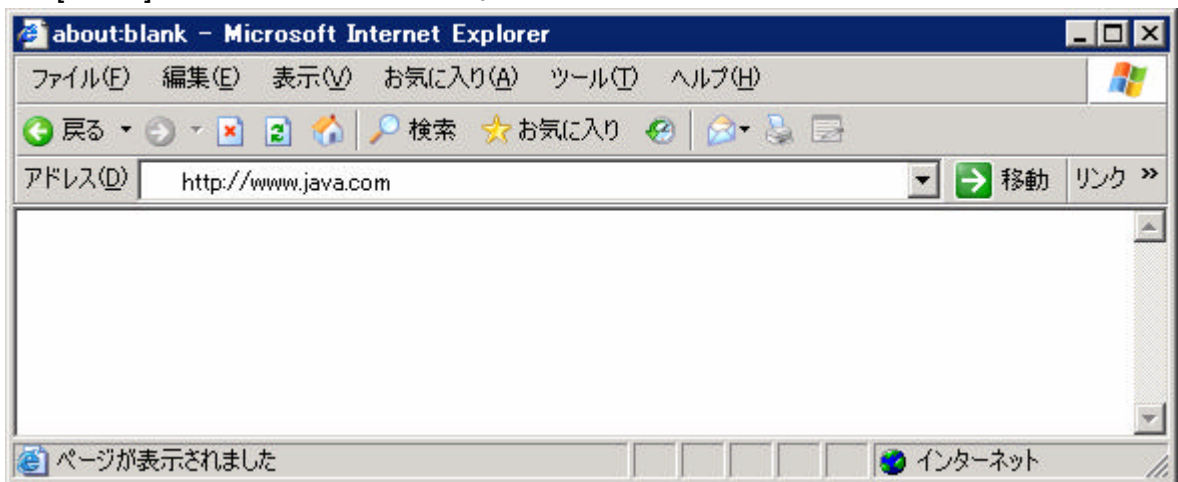 about:blank - Microsoft Internet Explorer
ファイル(F) 編集(E) 表示(V) お気に入り(A) ツール(T) ヘルプ(H)
戻る 検索 お気に入り
アドレス(D) http://www.java.com 移動 リンク »
ページが表示されました インターネット